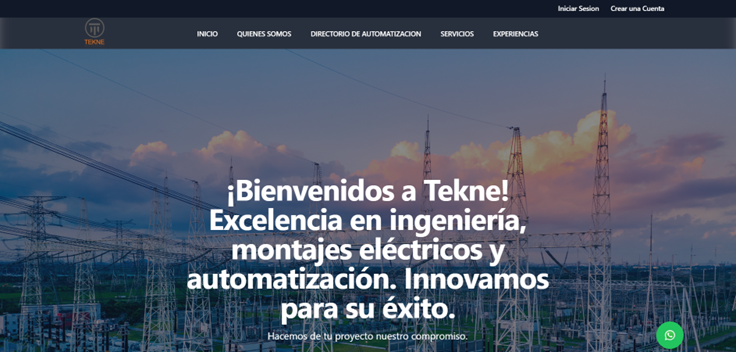 Iniciar Sesion Crear una Cuenta
TEKNE
INICIO QUIENES SOMOS DIRECTORIO DE AUTOMATIZACION SERVICIOS EXPERIENCIAS
¡Bienvenidos a Tekne!
Excelencia en ingeniería,
montajes eléctricos y
automatización. Innovamos
para su éxito.
Hacemos de tu proyecto nuestro compromiso.